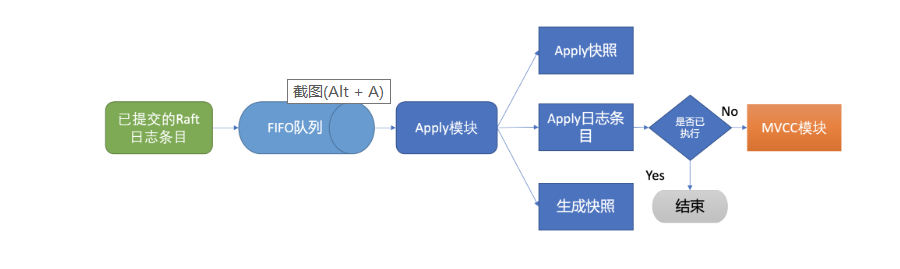 Apply快照
截图(Alt + A)
已提交的Raft
日志条目
FIFO队列
Apply模块
Apply日志条
目
是否已
执行
No
MVCC模块
Yes
生成快照
结束